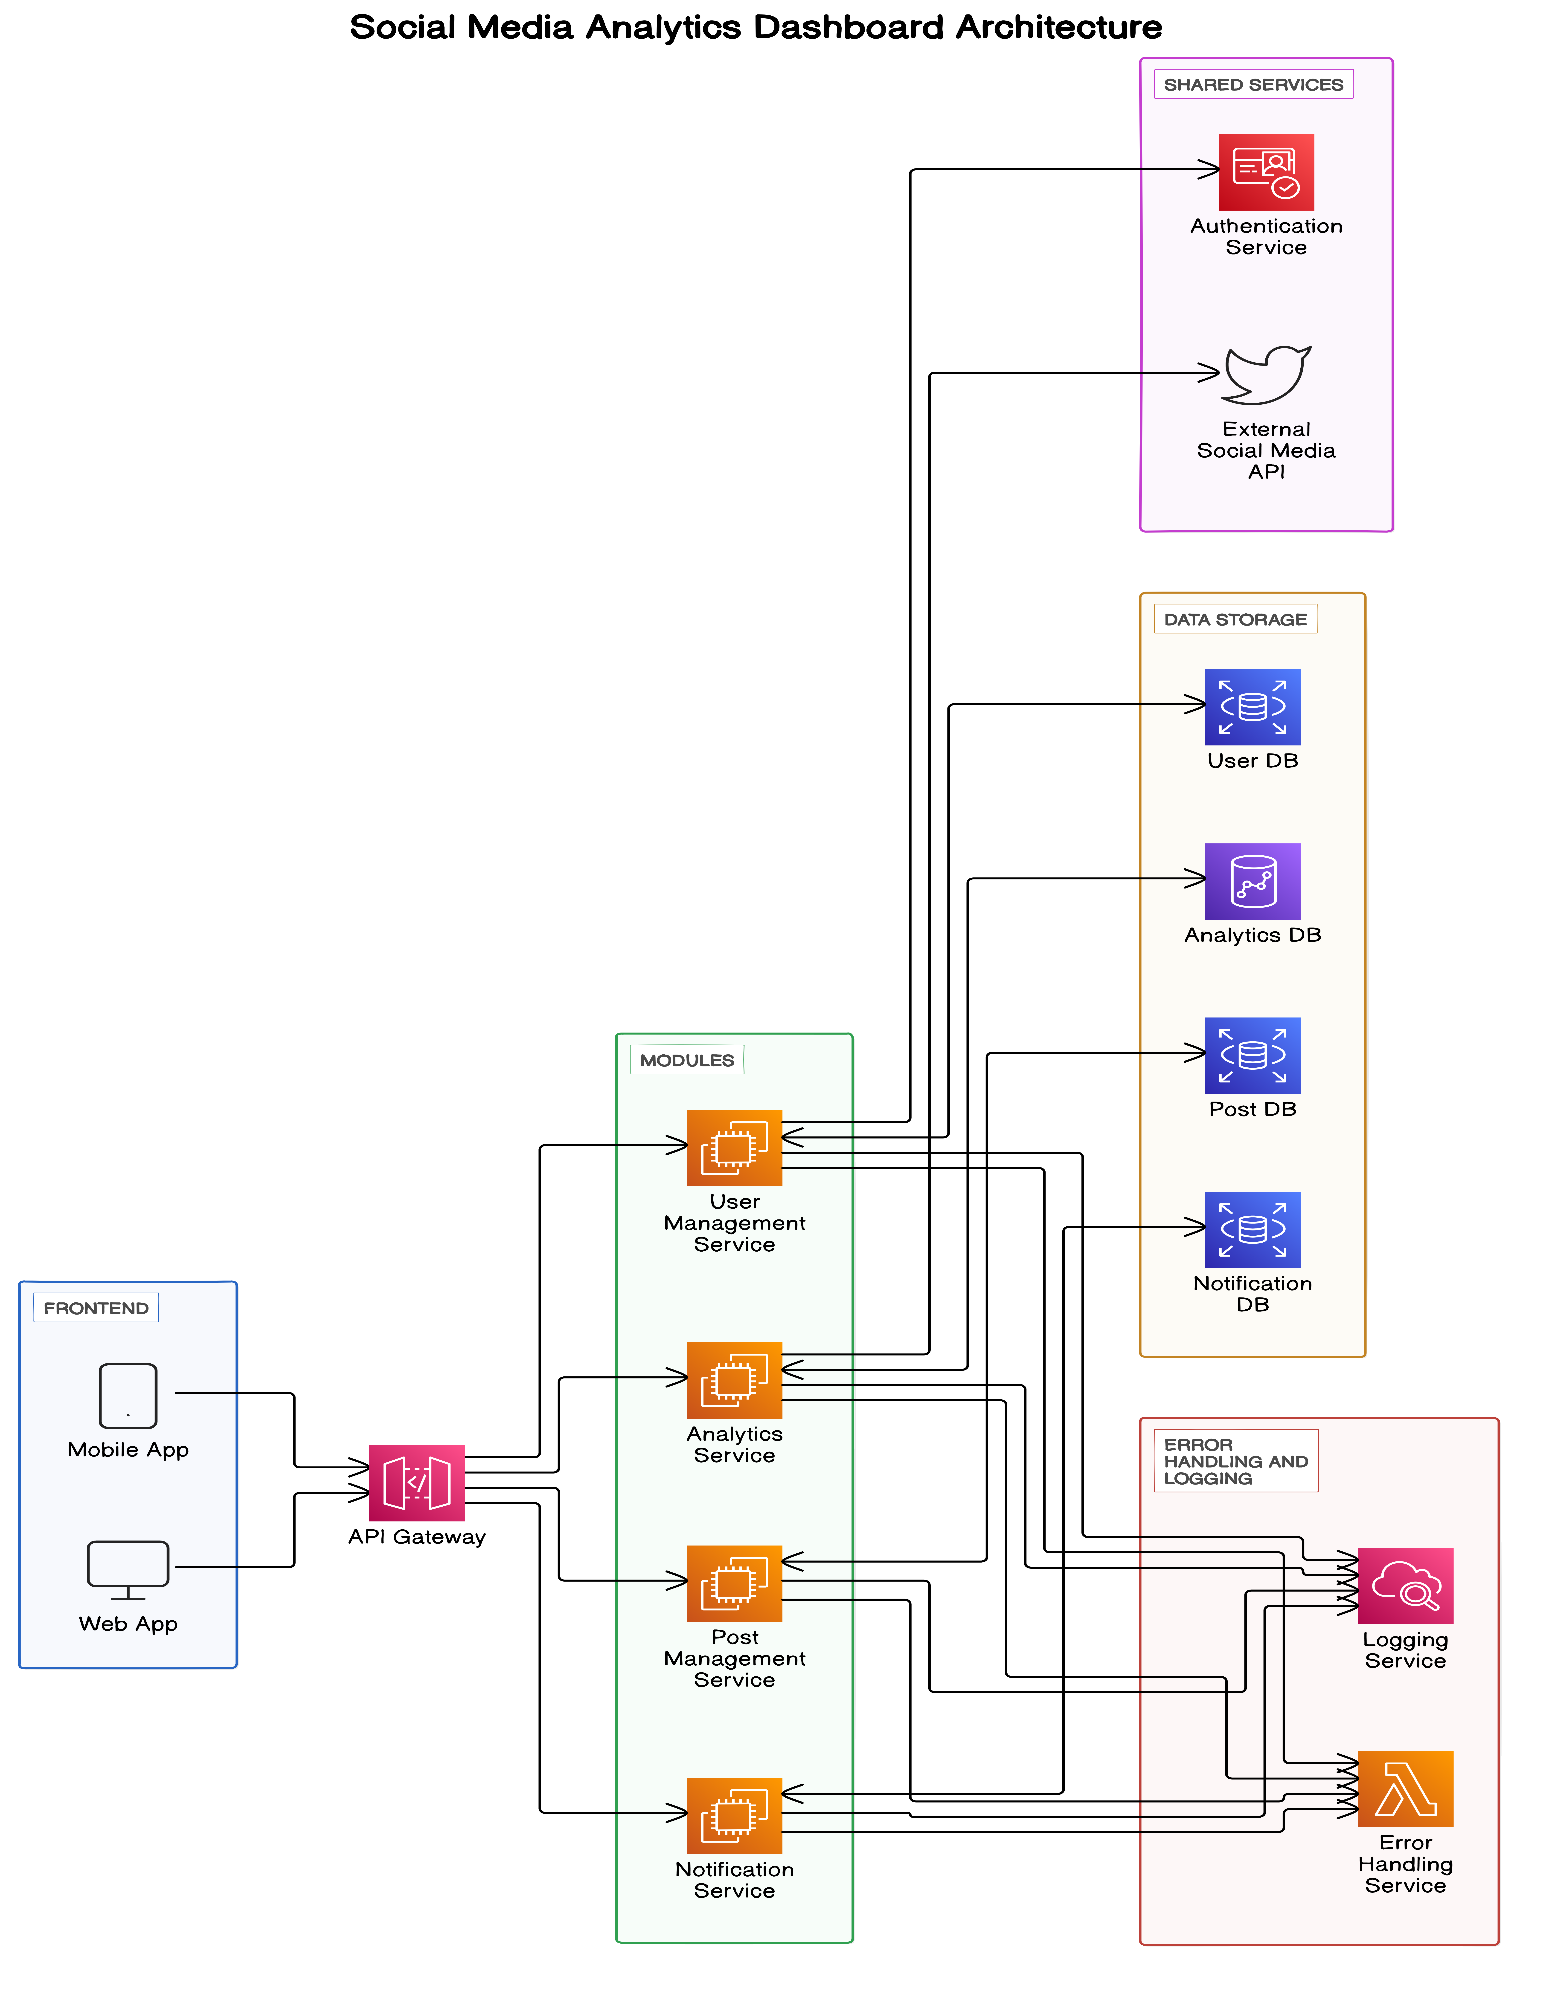 Social Media Analytics Dashboard Architecture
SHARED SERVICES
Authentication
Service
External
Social Media
API
DATA STORAGE
User DB
Analytics DB
Post DB
Notification
DB
MODULES
User
Management
Service
Analytics
Service
Post
Management
Service
Notification
Service
FRONTEND
Mobile App
Web App
API Gateway
ERROR
HANDLING AND
LOGGING
Logging
Service
Error
Handling
Service